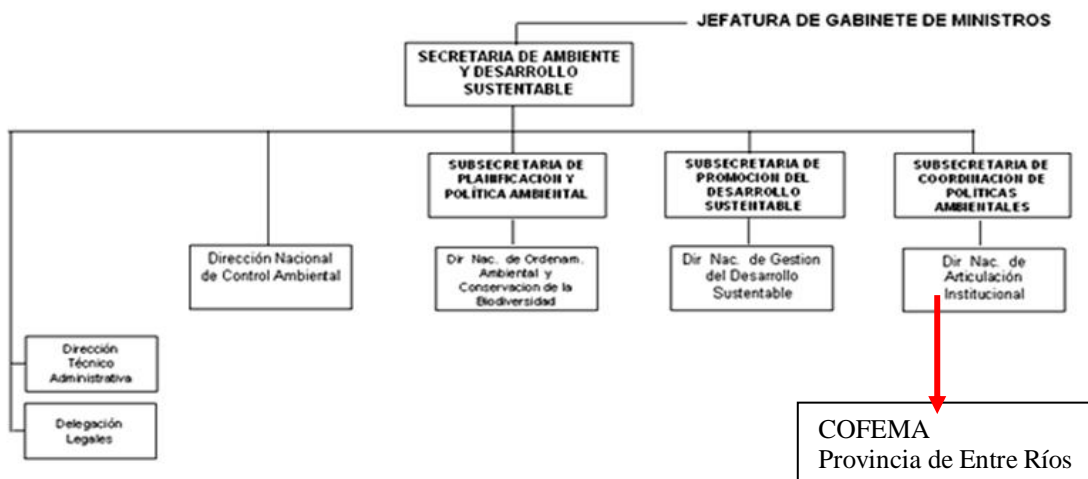 JEFATURA DE GABINETE DE MINISTROS
SECRETARIA DE AMBIENTE
Y DESARROLLO
SUSTENTABLE
SUBSECRETARIA DE
PLANIFICACION Y
POLÍTICA AMBIENTAL
SUBSECRETARIA DE
PROMOCION DEL
DESARROLLO
SUSTENTABLE
SUBSECRETARIA DE
COORDINACION DE
POLÍTICAS
AMBIENTALES
Dirección Nacional
de Control Ambiental
Dir Nac. de Ordenam.
Ambiental y
Conservacion de la
Biodiversidad
Dir Nac. de Gestion
del Desarrollo
Sustentable
Dir Nac. de
Articulación
Institucional
Dirección
Técnico
Administrativa
Delegación
Legales
COFEMA
Provincia de Entre Ríos